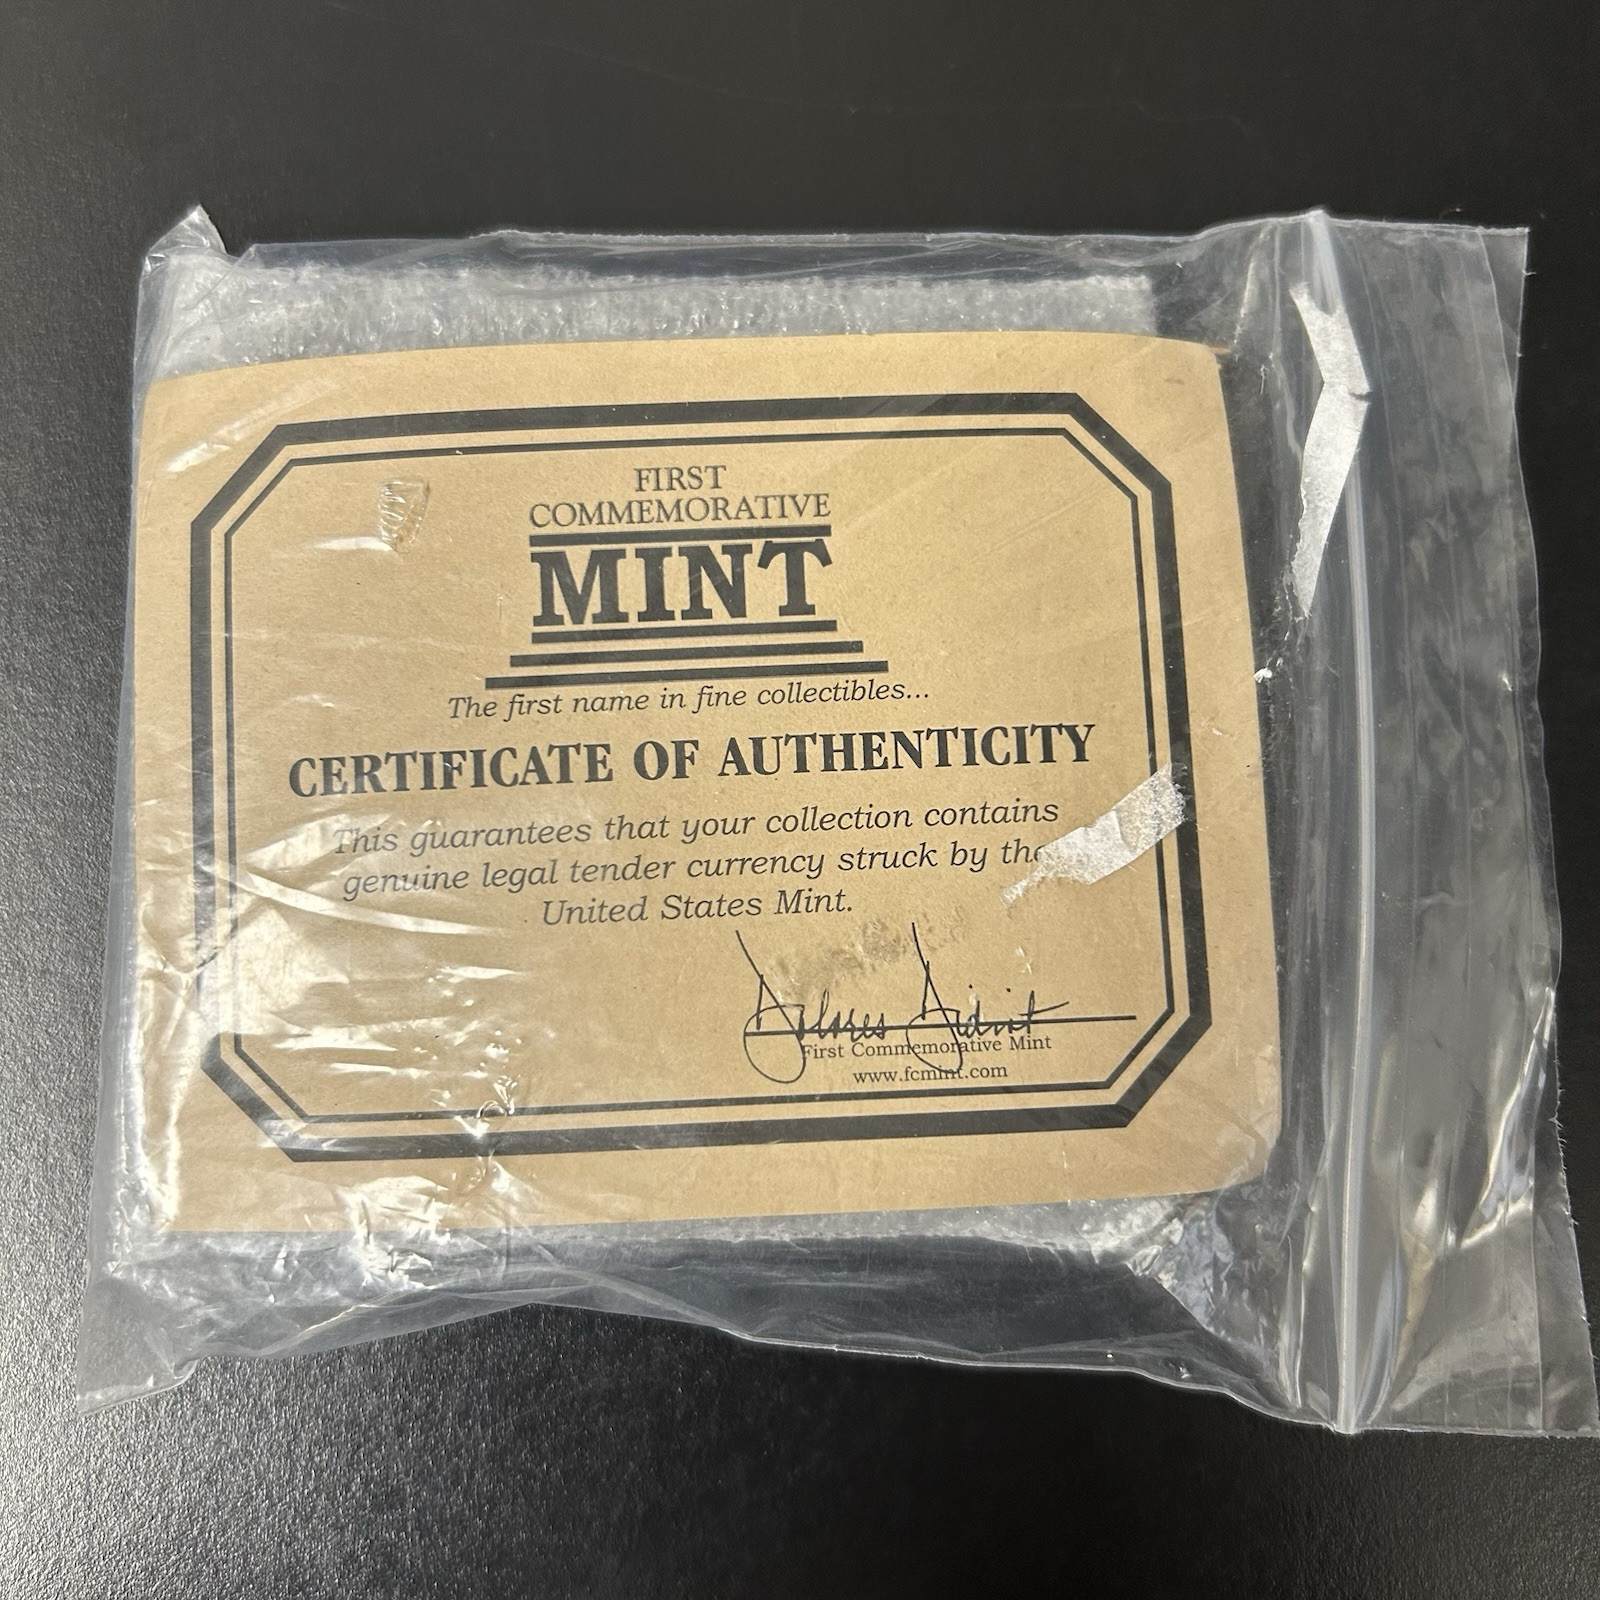 FIRST
COMMEMORATIVE
MINT
The first name in fine collectibles...
CERTIFICATE OF AUTHENTICITY
This guarantees that your collection contains
genuine legal tender currency struck by the
United States Mint.
Dolores
First Commemorative Mint
www.fcmint.com